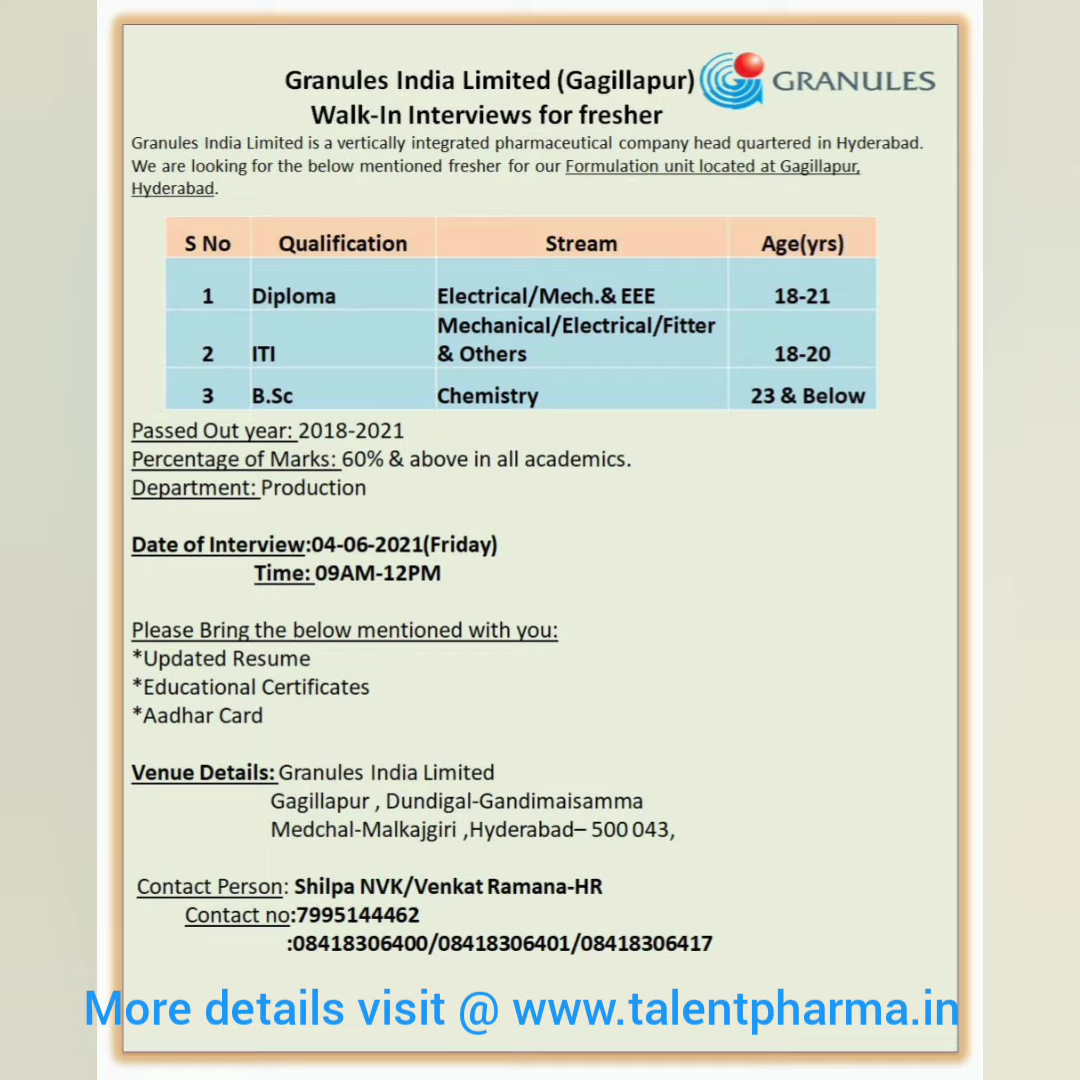 Granules India Limited (Gagillapur)
GRANULES
Walk-In Interviews for fresher
Granules India Limited is a vertically integrated pharmaceutical company head quartered in Hyderabad.
We are looking for the below mentioned fresher for our Formulation unit located at Gagillapur,
Hyderabad.
S No Qualification Stream Age(yrs)
1 Diploma Electrical/Mech.& EEE 18-21
Mechanical/Electrical/Fitter
2 ITI & Others 18-20
3 B.Sc Chemistry 23 & Below
Passed Out year: 2018-2021
Percentage of Marks: 60% & above in all academics.
Department: Production
Date of Interview:04-06-2021(Friday)
Time: 09AM-12PM
Please Bring the below mentioned with you:
*Updated Resume
*Educational Certificates
*Aadhar Card
Venue Details: Granules India Limited
Gagillapur , Dundigal-Gandimaisamma
Medchal-Malkajgiri ,Hyderabad– 500 043,
Contact Person: Shilpa NVK/Venkat Ramana-HR
Contact no:7995144462
:08418306400/08418306401/08418306417
More details visit @ www.talentpharma.in